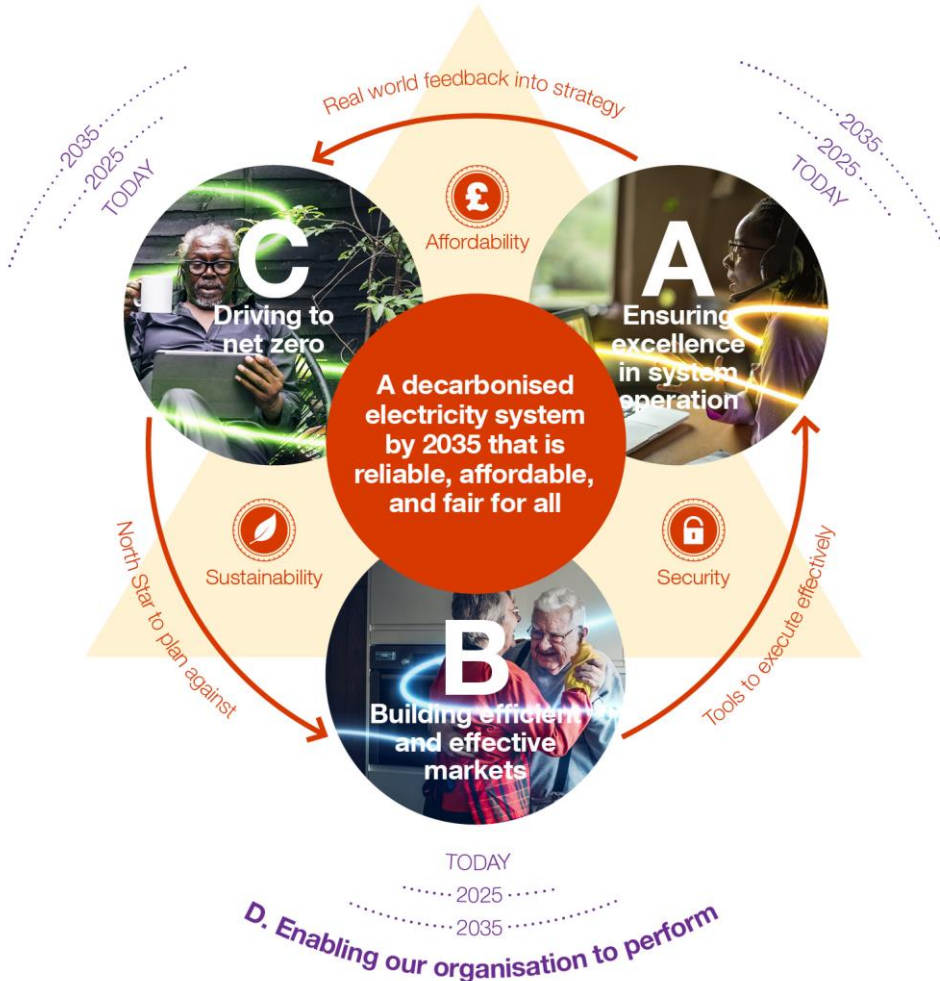 Real world feedback into strategy
2035
2025
TODAY
2035
2025
TODAY
£
Affordability
C
Driving to
net zero
A
Ensuring
excellence
in system
operation
A decarbonised
electricity system
by 2035 that is
reliable, affordable,
and fair for all
Sustainability
Security
North Star to plan against
Tools to execute effectively
B
Building efficient
and effective
markets
TODAY
2025
2035
D. Enabling our organisation to perform